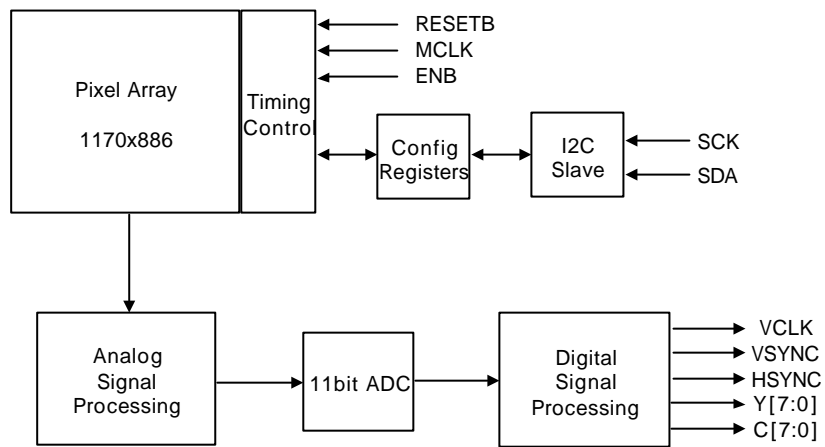 Pixel Array
1170x886
Timing
Control
RESETB
MCLK
ENB
Config
Registers
I2C
Slave
SCK
SDA
Analog
Signal
Processing
11bit ADC
Digital
Signal
Processing
VCLK
VSYNC
HSYNC
Y[7:0]
C[7:0]